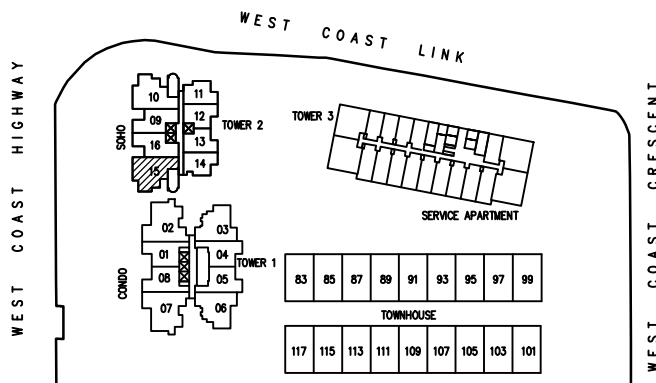 WEST COAST LINK
WEST COAST HIGHWAY
WEST COAST CRESCENT
10
11
09
12
TOWER 2
SOHO
16
13
15
14
TOWER 3
SERVICE APARTMENT
02
03
01
04
TOWER 1
CONDO
08
05
07
06
83 85 87 89 91 93 95 97 99
TOWNHOUSE
117 115 113 111 109 107 105 103 101